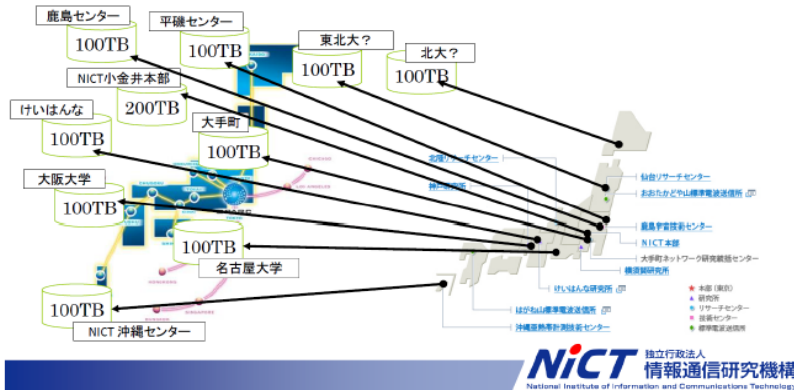 鹿島センター
100TB
平磯センター
100TB
東北大？
100TB
北大？
100TB
NICT小金井本部
200TB
けいはんな
100TB
大手町
100TB
大阪大学
100TB
100TB
名古屋大学
100TB
NICT 沖縄センター
北陸リサーチセンター
神戸研究所
仙台リサーチセンター
おおたかどや山標準電波送信所
鹿島宇宙技術センター
NICT本部
大手町ネットワーク研究統括センター
横須賀研究所
けいはんな研究所
はがね山標準電波送信所
沖縄亜熱帯計測技術センター
本部（東京）
研究所
リサーチセンター
技術センター
標準電波送信所
NICT
独立行政法人
情報通信研究機構
National Institute of Information and Communications Technology